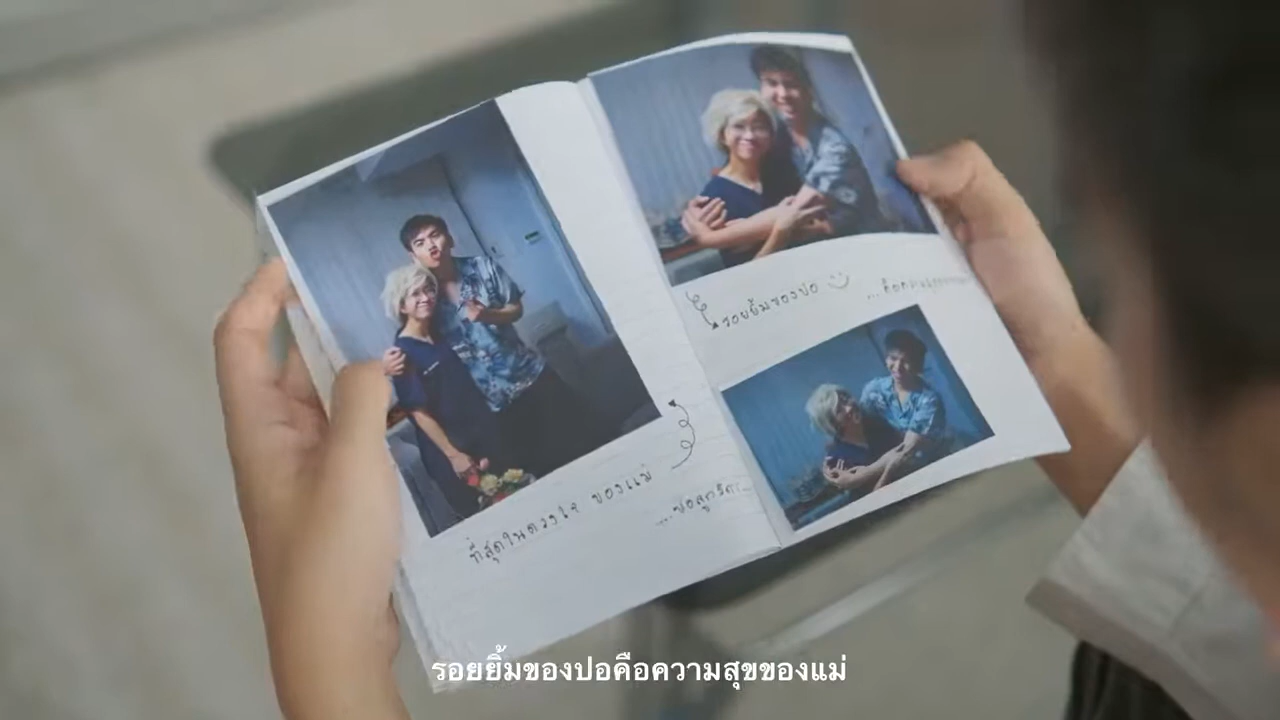 ที่สุดในดวงใจ ของแม่
...ปอลูกรัก...
รอยยิ้มของปอ
รอยยิ้มของปอคือความสุขของแม่